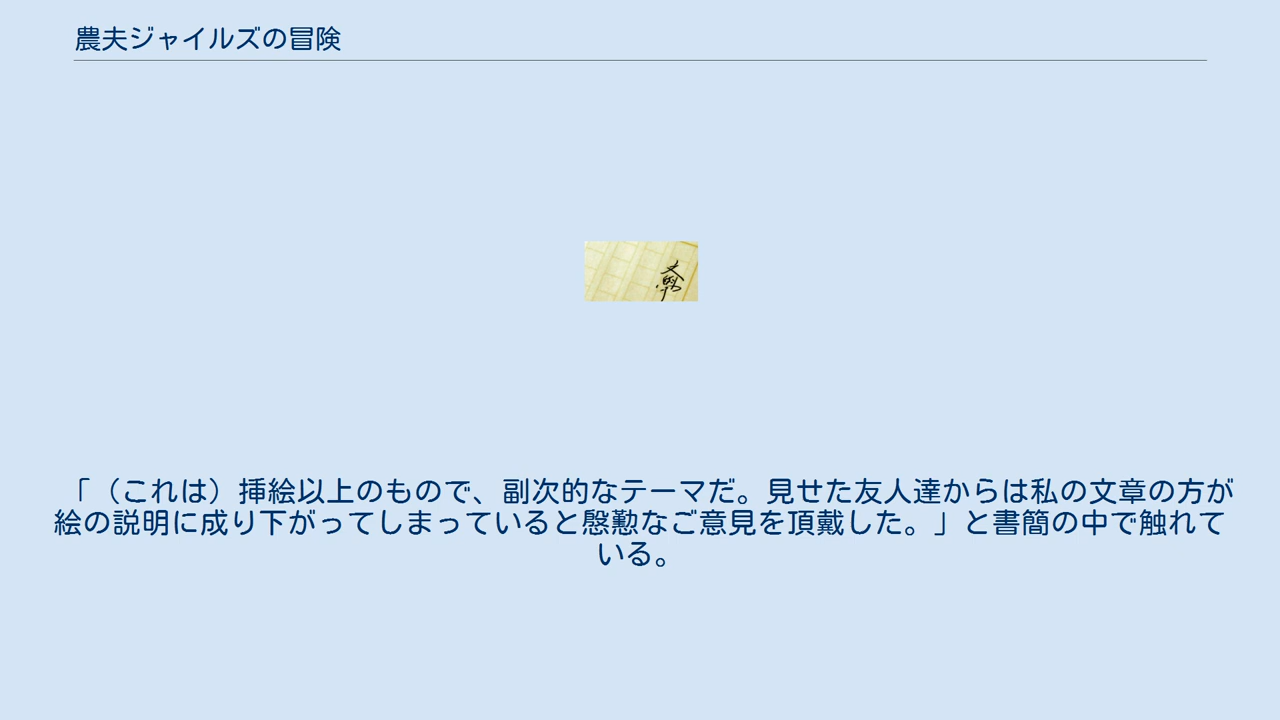 農夫ジャイルズの冒険
「（これは）挿絵以上のもので、副次的なテーマだ。見せた友人達からは私の文章の方が
絵の説明に成り下がってしまっていると慇懃なご意見を頂戴した。」と書簡の中で触れて
いる。